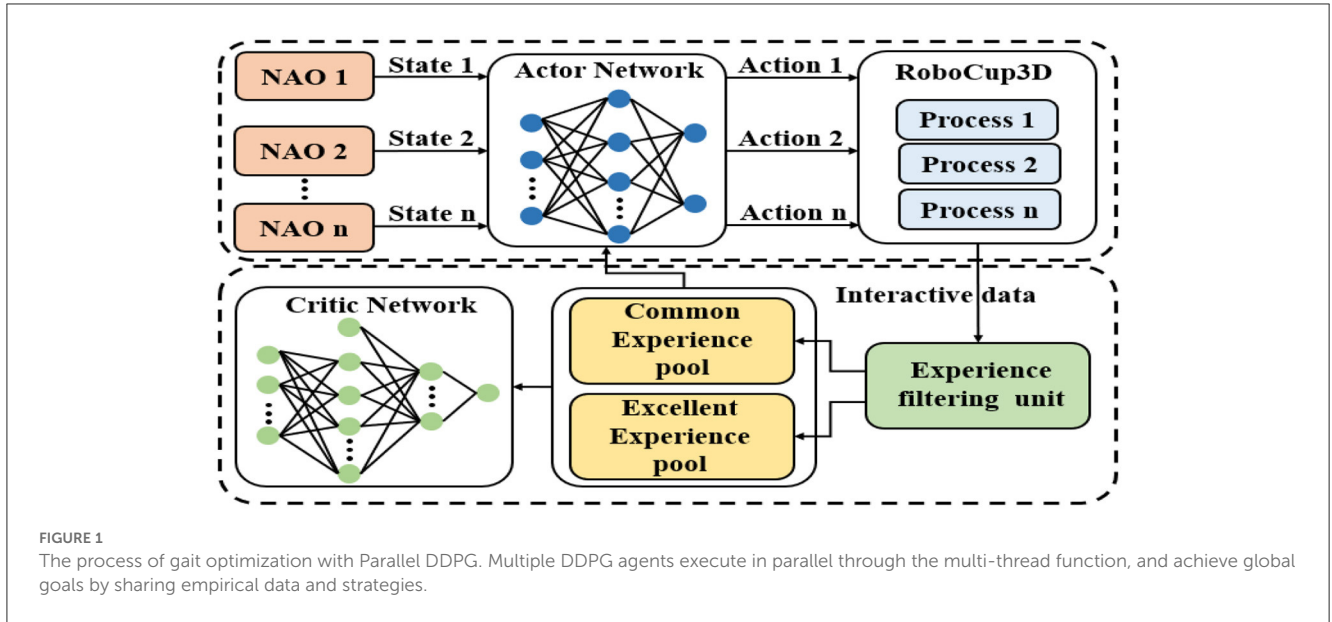 NAO 1
State 1
Actor Network
Action 1
RoboCup3D
Process 1
NAO 2
State 2
Action 2
Process 2
NAO n
State n
Action n
Process n
Critic Network
Common
Experience
pool
Excellent
Experience
pool
Interactive data
Experience
filtering unit
FIGURE 1
The process of gait optimization with Parallel DDPG. Multiple DDPG agents execute in parallel through the multi-thread function, and achieve global
goals by sharing empirical data and strategies.